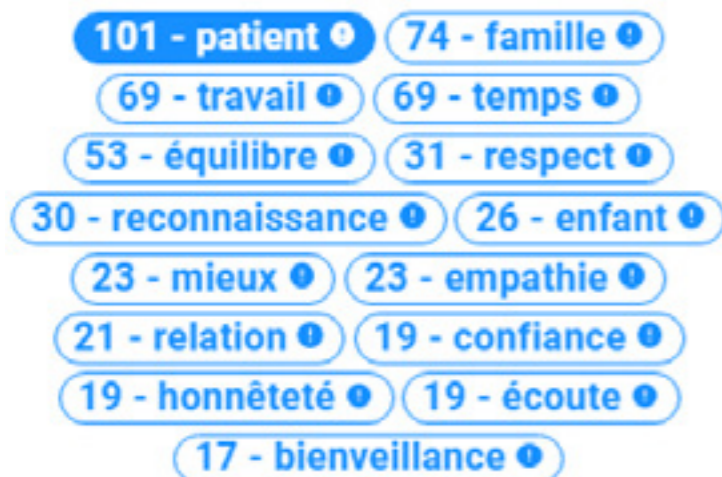 101 - patient 74 - famille
69 - travail 69 - temps
53 - équilibre 31 - respect
30 - reconnaissance 26 - enfant
23 - mieux 23 - empathie
21 - relation 19 - confiance
19 - honnêteté 19 - écoute
17 - bienveillance